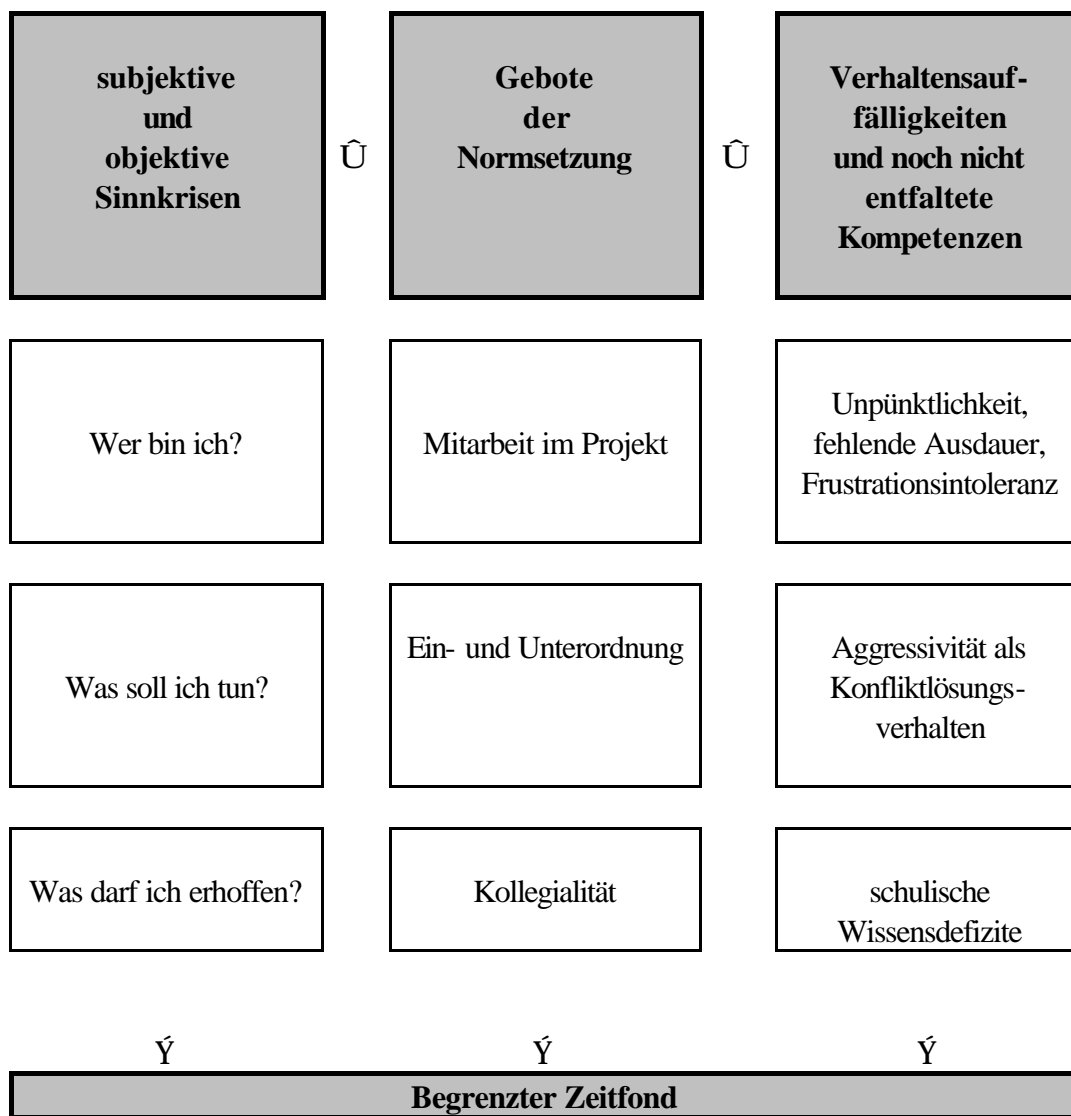 subjektive
und
objektive
Sinnkrisen
Û
Gebote
der
Normsetzung
Û
Verhaltensauf-
fälligkeiten
und noch nicht
entfaltete
Kompetenzen
Wer bin ich?
Mitarbeit im Projekt
Unpünktlichkeit,
fehlende Ausdauer,
Frustrationsintoleranz
Was soll ich tun?
Ein- und Unterordnung
Aggressivität als
Konfliktlösungs-
verhalten
Was darf ich erhoffen?
Kollegialität
schulische
Wissensdefizite
Ý Ý Ý
Begrenzter Zeitfond